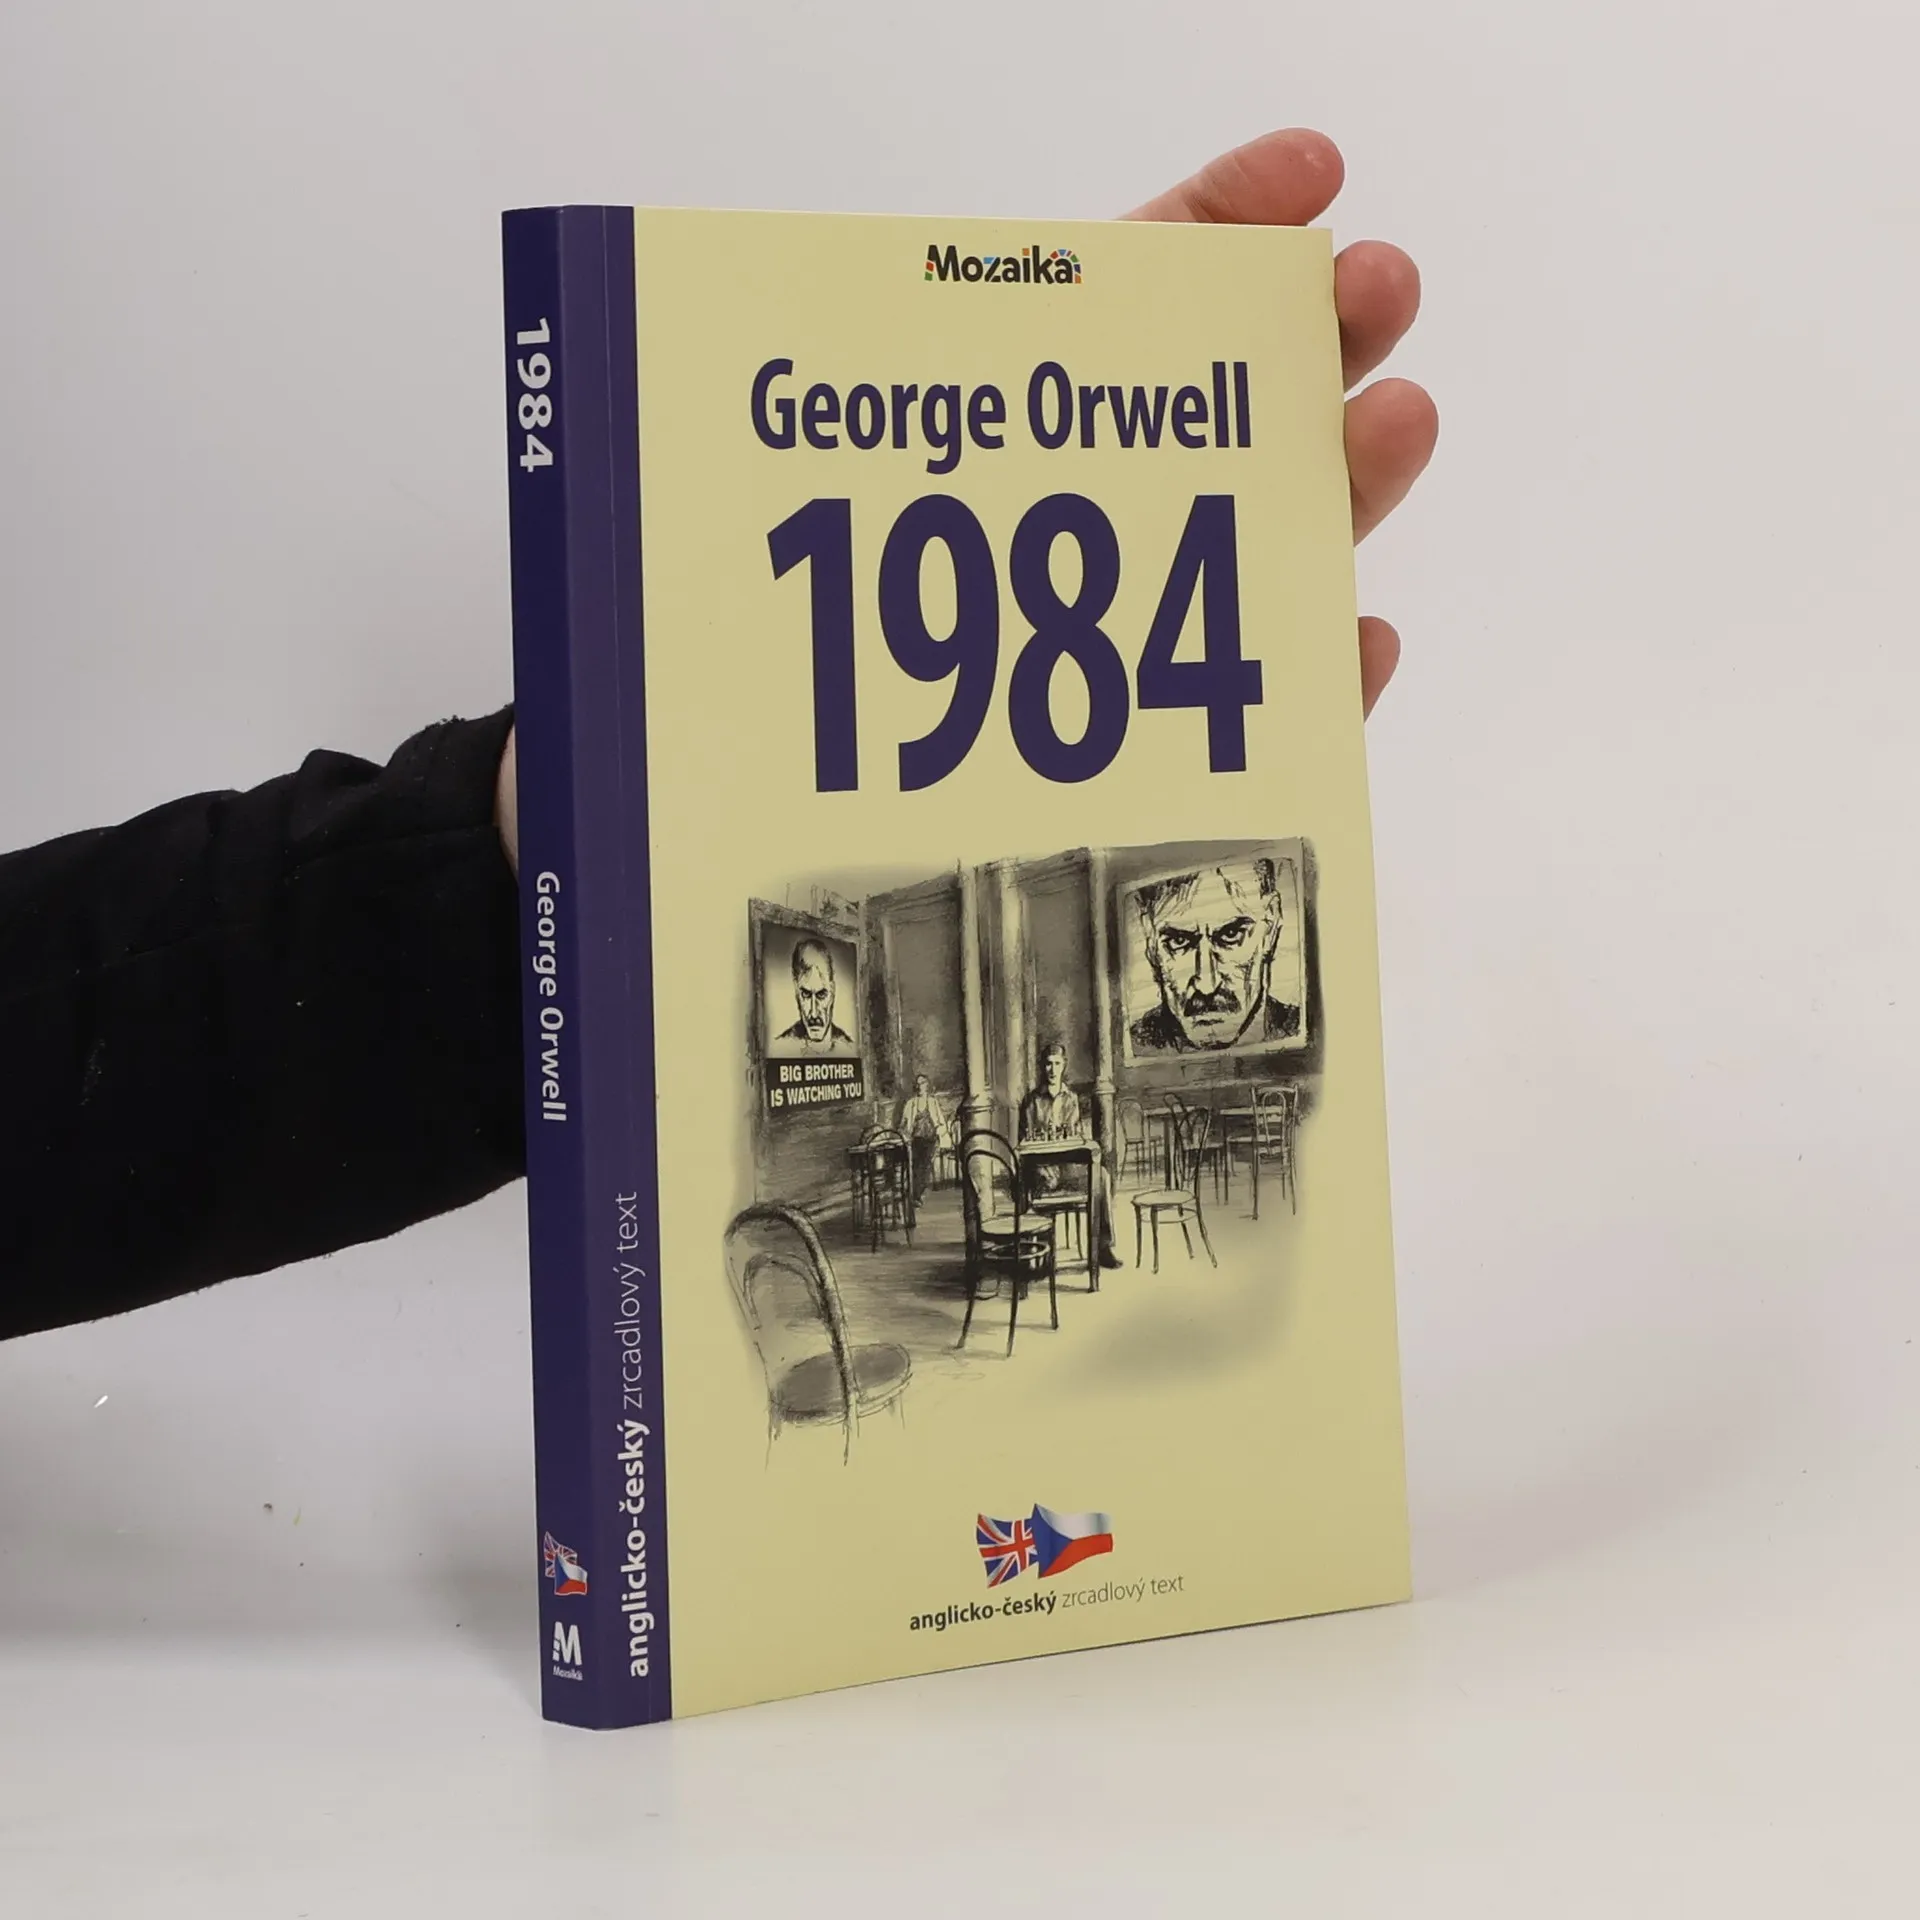 Mozaika
George Orwell
1984
BIG BROTHER
IS WATCHING YOU
anglicko-český zrcadlový text
1984
George Orwell
anglicko-český zrcadlový text
M
Mozaika